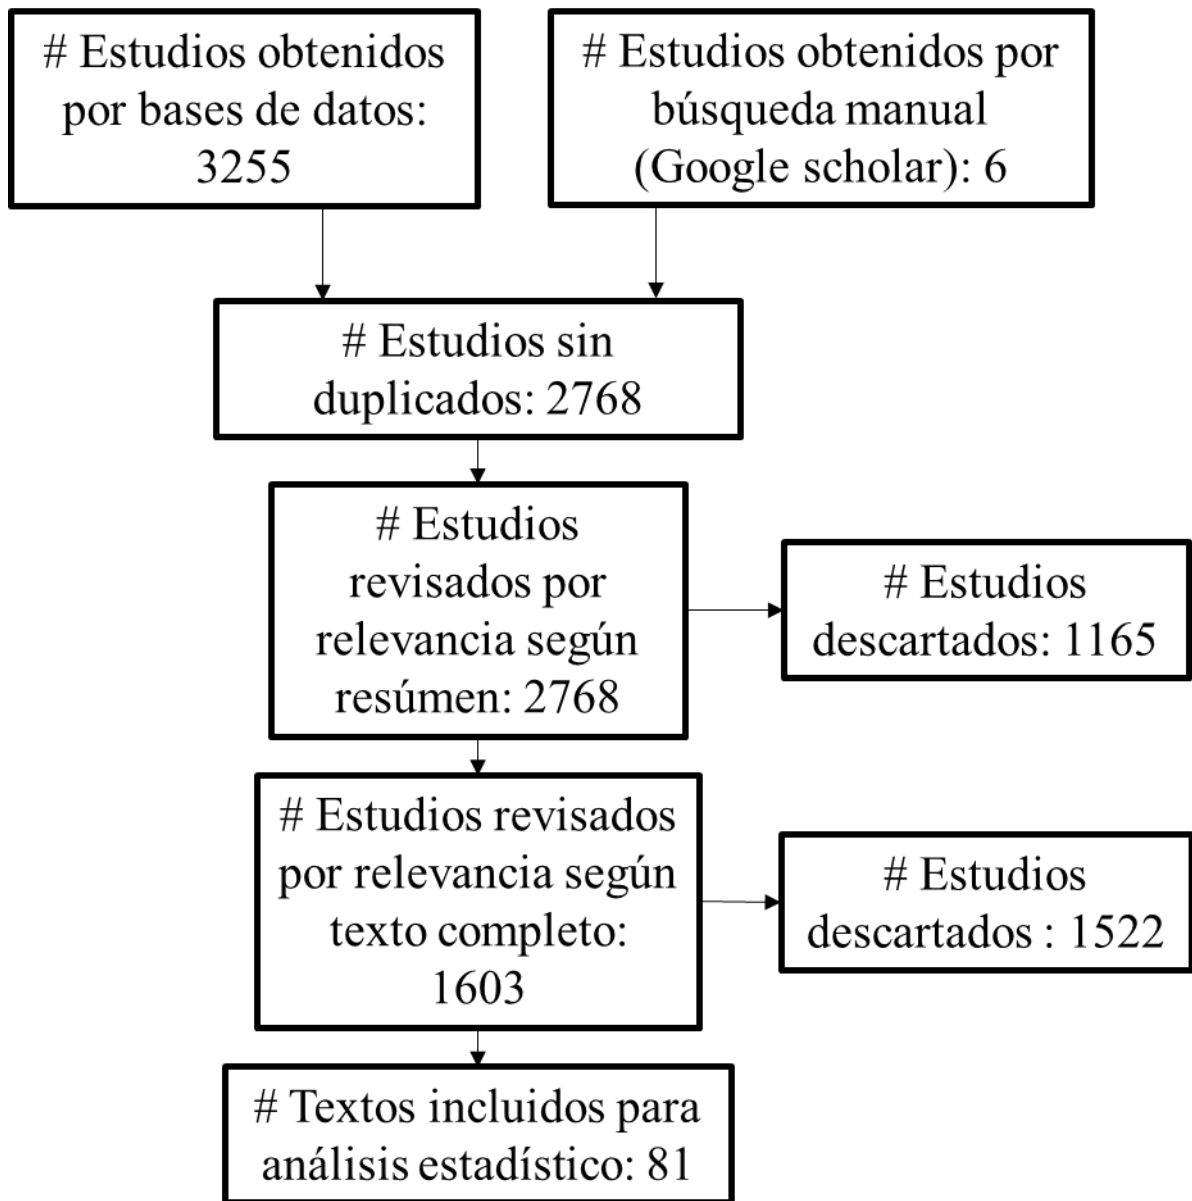 # Estudios obtenidos
por bases de datos:
3255
# Estudios obtenidos por
búsqueda manual
(Google scholar): 6
# Estudios sin
duplicados: 2768
# Estudios
revisados por
relevancia según
resúmen: 2768
# Estudios
descartados: 1165
# Estudios revisados
por relevancia según
texto completo:
1603
# Estudios
descartados : 1522
# Textos incluidos para
análisis estadístico: 81